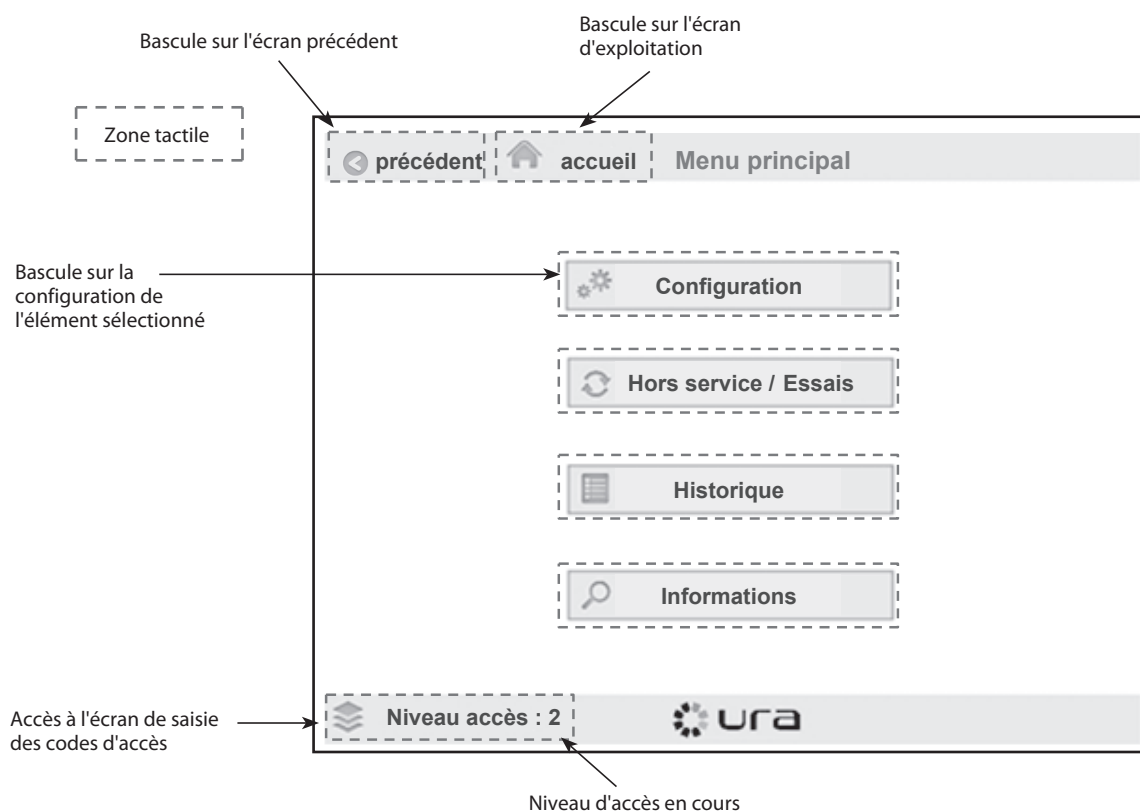 Bascule sur l'écran précédent
Bascule sur l'écran
d'exploitation
Zone tactile
précédent
accueil
Menu principal
Bascule sur la
configuration de
l'élément sélectionné
Configuration
Hors service / Essais
Historique
Informations
Accès à l'écran de saisie
des codes d'accès
Niveau accès : 2
ura
Niveau d'accès en cours